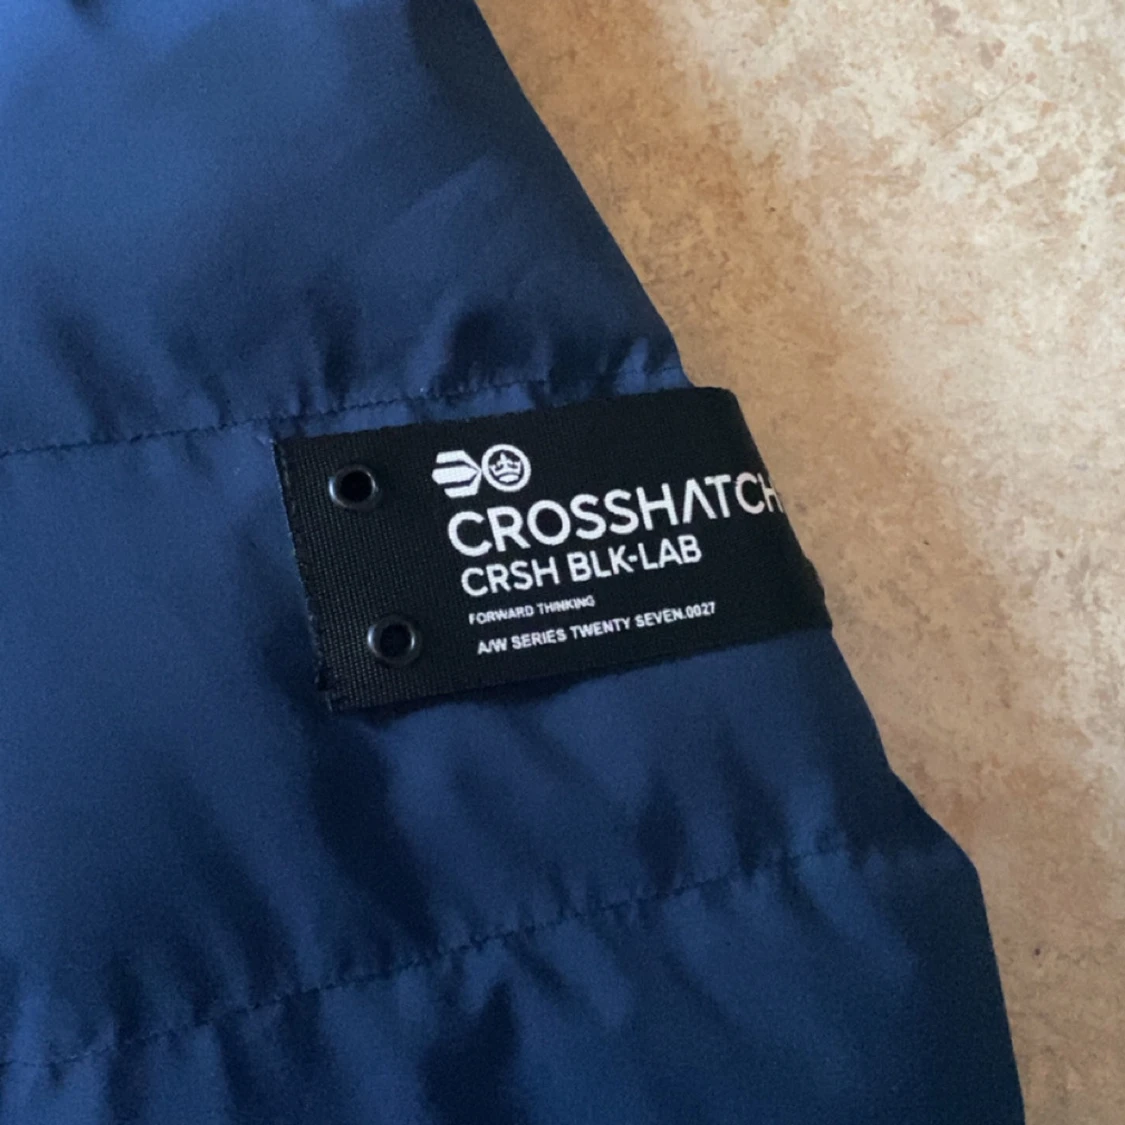 CROSSHATCH
CRSH BLK-LAB
FORWARD THINKING
A/W SERIES TWENTY SEVEN.0027